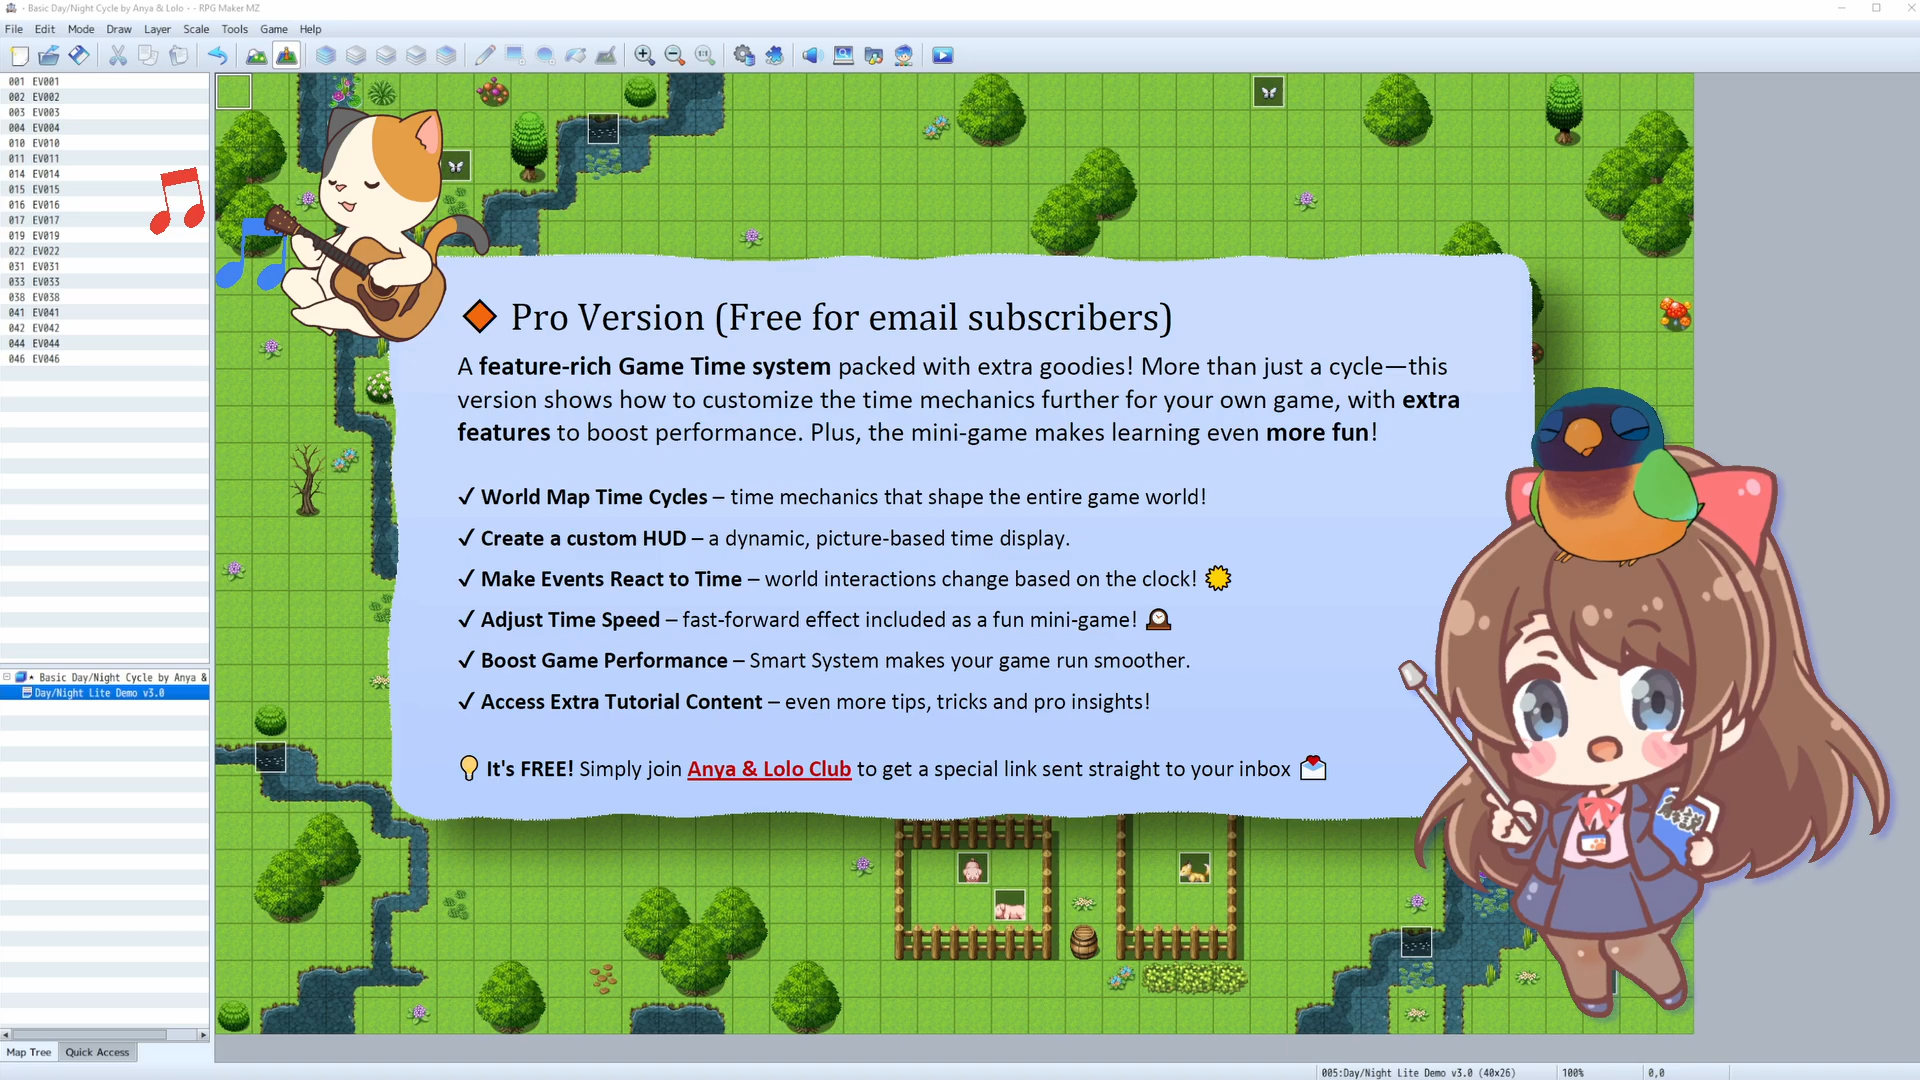 - Basic Day/Night Cycle by Anya & Lolo - - RPG Maker MZ
File Edit Mode Draw Layer Scale Tools Game Help
001 EV001
002 EV002
003 EV003
004 EV004
010 EV010
011 EV011
014 EV014
015 EV015
016 EV016
017 EV017
019 EV019
022 EV022
031 EV031
033 EV033
038 EV038
041 EV041
042 EV042
044 EV044
046 EV046
Basic Day/Night Cycle by Anya &
Day/Night Lite Demo v3.0
Map Tree Quick Access
Pro Version (Free for email subscribers)
A feature-rich Game Time system packed with extra goodies! More than just a cycle—this
version shows how to customize the time mechanics further for your own game, with extra
features to boost performance. Plus, the mini-game makes learning even more fun!
✓ World Map Time Cycles – time mechanics that shape the entire game world!
✓ Create a custom HUD – a dynamic, picture-based time display.
✓ Make Events React to Time – world interactions change based on the clock!
✓ Adjust Time Speed – fast-forward effect included as a fun mini-game!
✓ Boost Game Performance – Smart System makes your game run smoother.
✓ Access Extra Tutorial Content – even more tips, tricks and pro insights!
It's FREE! Simply join Anya & Lolo Club to get a special link sent straight to your inbox
005:Day/Night Lite Demo v3.0 (40x26) 100% 0,0